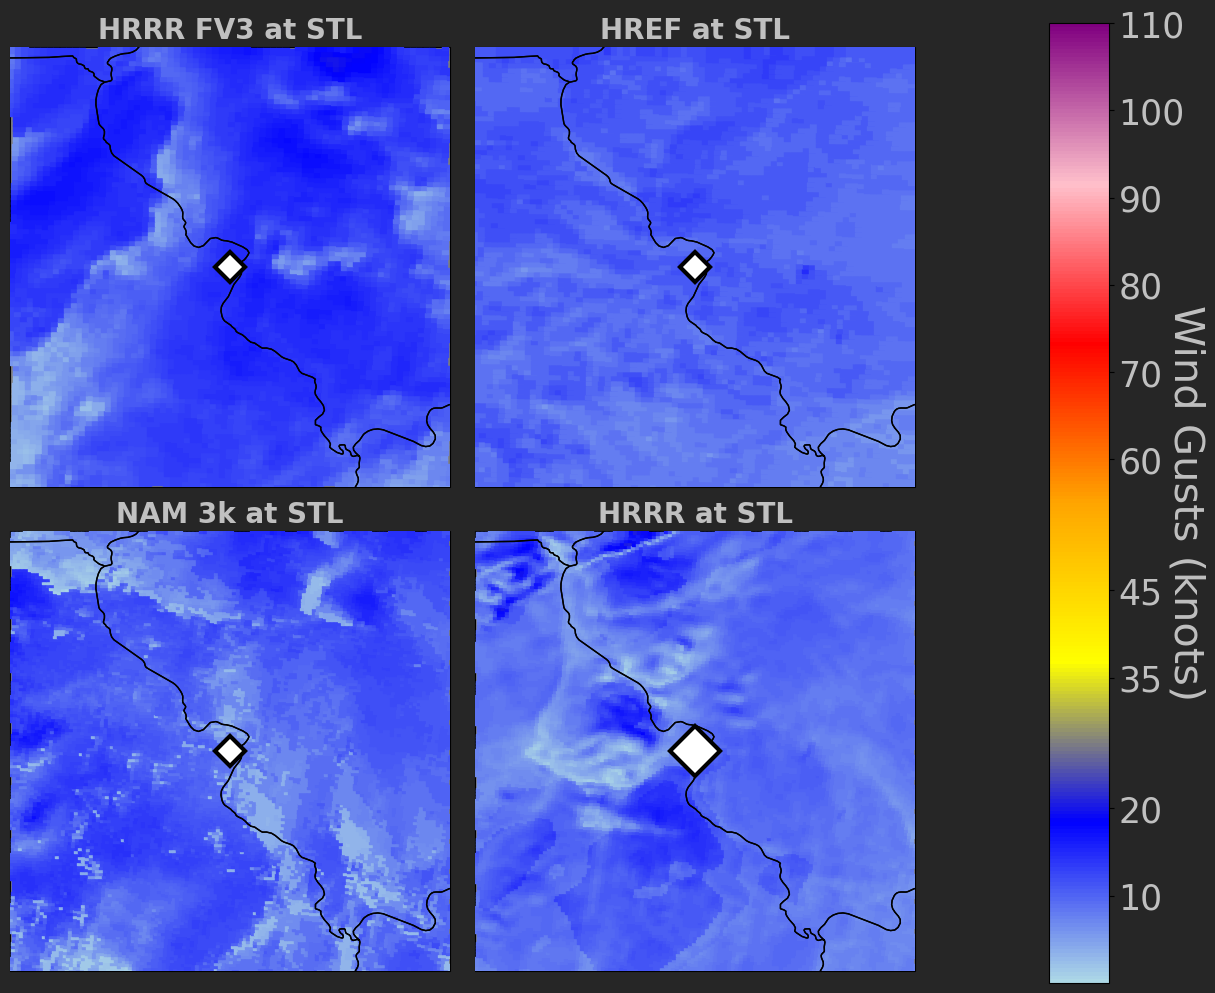 HRRR FV3 at STL
HREF at STL
NAM 3k at STL
HRRR at STL
110
100
90
80
70
60
45
35
20
10
Wind Gusts (knots)